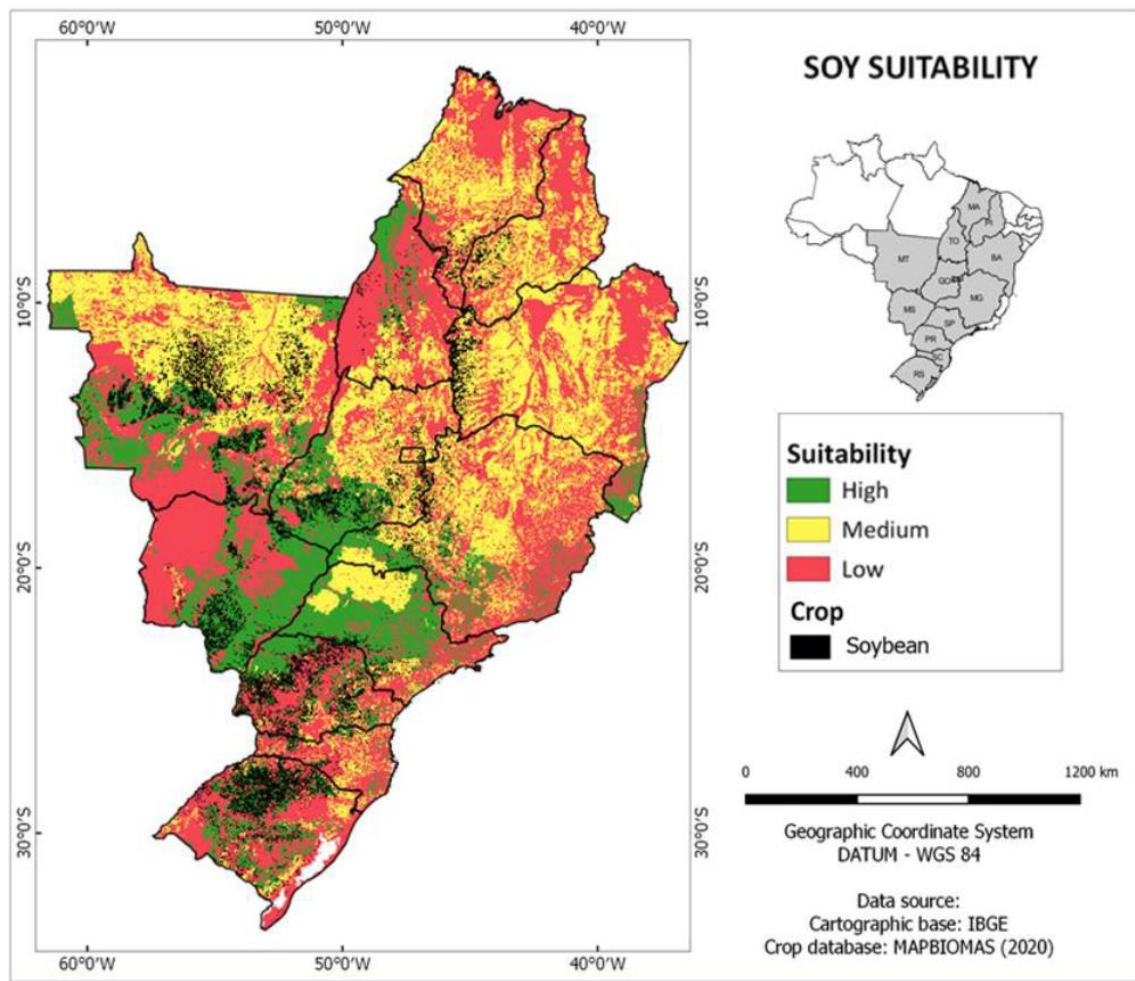 60°0'W 50°0'W 40°0'W
SOY SUITABILITY
MA
PI
TO
MT
BA
GO
MG
MS
SP
PR
SC
RS
10°0'S 10°0'S
20°0'S 20°0'S
30°0'S 30°0'S
Suitability
High
Medium
Low
Crop
Soybean
0 400 800 1200 km
Geographic Coordinate System
DATUM - WGS 84
Data source:
Cartographic base: IBGE
Crop database: MAPBIOMAS (2020)
60°0'W 50°0'W 40°0'W